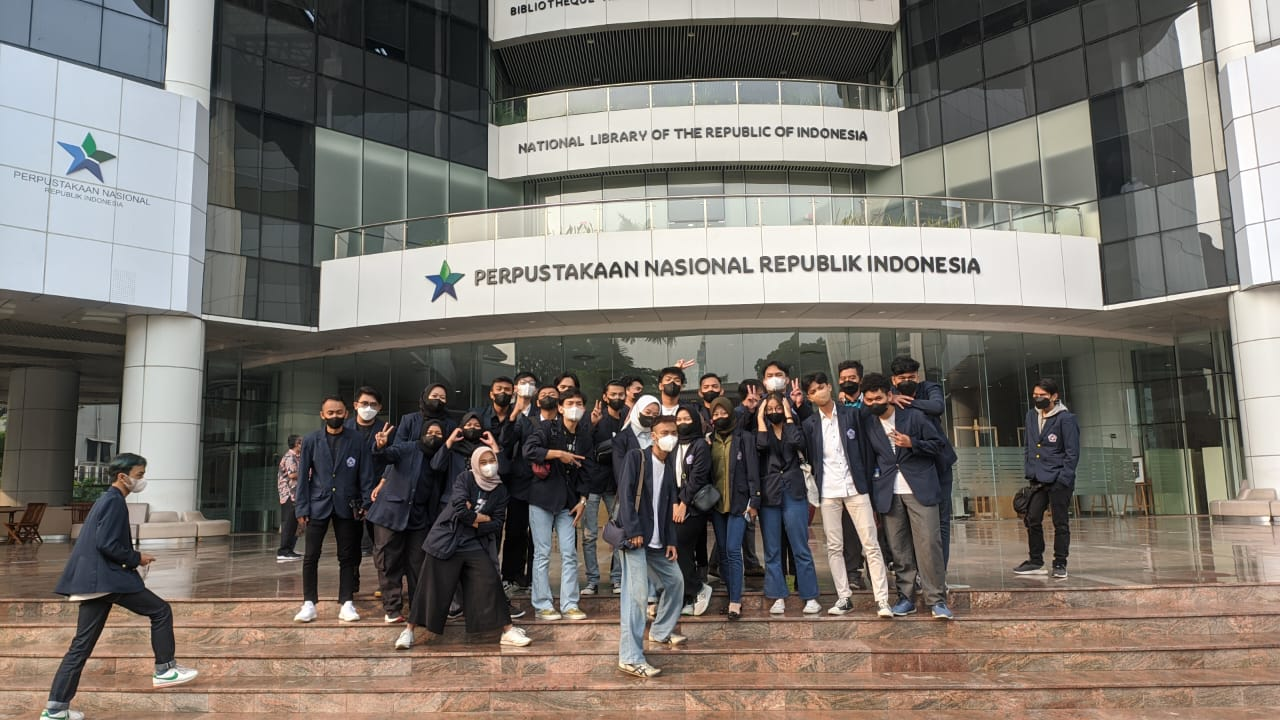 BIBLIOTHEQUE
NATIONAL LIBRARY OF THE REPUBLIC OF INDONESIA
PERPUSTAKAAN NASIONAL
REPUBLIK INDONESIA
PERPUSTAKAAN NASIONAL REPUBLIK INDONESIA